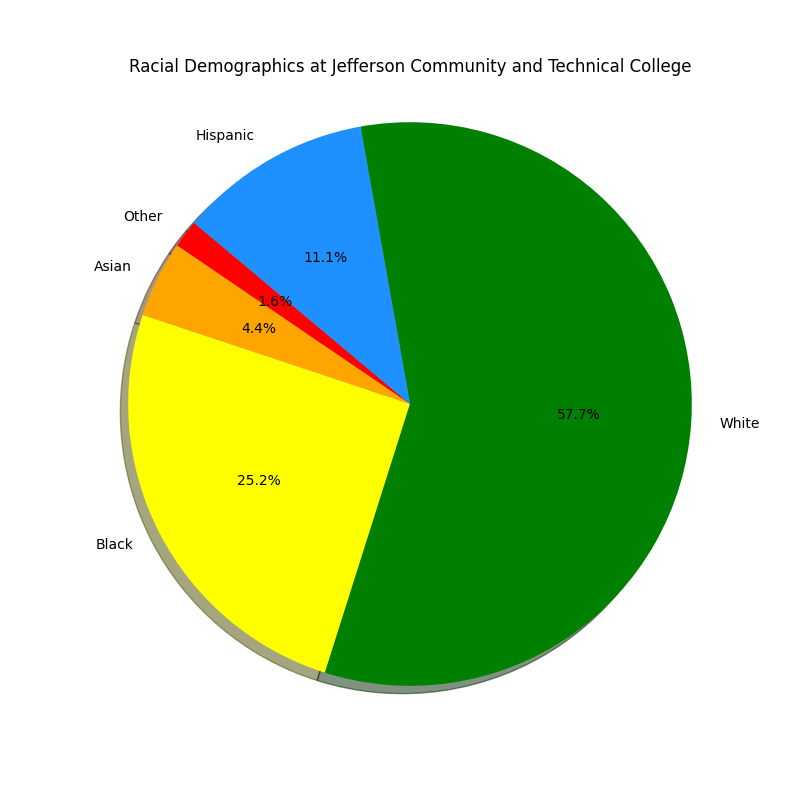 Racial Demographics at Jefferson Community and Technical College
Hispanic
Other
Asian
11.1%
1.6%
4.4%
57.7%
White
25.2%
Black